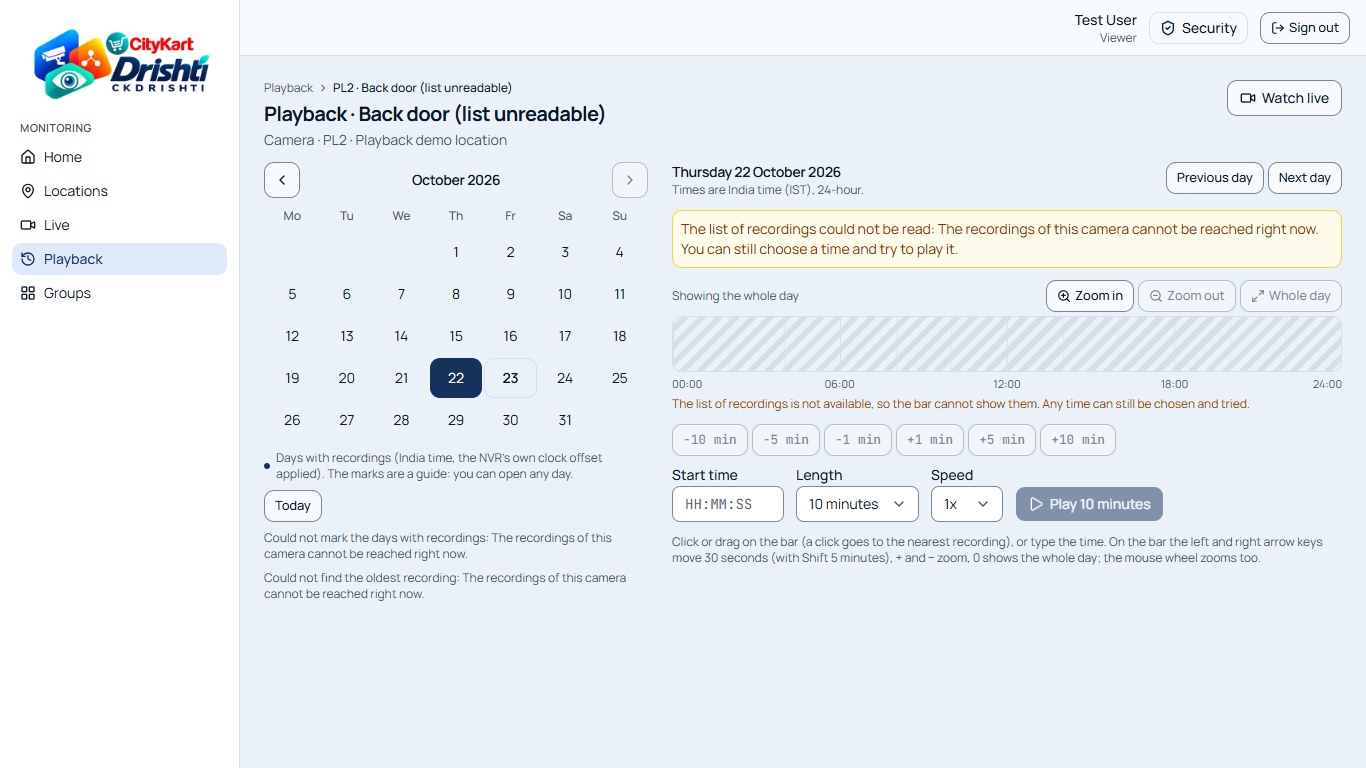 CityKart
Drishti
CKDRISHTI
MONITORING
Home
Locations
Live
Playback
Groups
Test User
Viewer
Security
Sign out
Playback > PL2 · Back door (list unreadable)
Playback · Back door (list unreadable)
Camera · PL2 · Playback demo location
Watch live
October 2026
Mo Tu We Th Fr Sa Su
1 2 3 4
5 6 7 8 9 10 11
12 13 14 15 16 17 18
19 20 21 22 23 24 25
26 27 28 29 30 31
Days with recordings (India time, the NVR's own clock offset
applied). The marks are a guide: you can open any day.
Today
Could not mark the days with recordings: The recordings of this
camera cannot be reached right now.
Could not find the oldest recording: The recordings of this camera
cannot be reached right now.
Thursday 22 October 2026
Times are India time (IST), 24-hour.
Previous day
Next day
The list of recordings could not be read: The recordings of this camera cannot be reached right now.
You can still choose a time and try to play it.
Showing the whole day
Zoom in
Zoom out
Whole day
00:00 06:00 12:00 18:00 24:00
The list of recordings is not available, so the bar cannot show them. Any time can still be chosen and tried.
-10 min -5 min -1 min +1 min +5 min +10 min
Start time Length Speed
HH:MM:SS 10 minutes 1x Play 10 minutes
Click or drag on the bar (a click goes to the nearest recording), or type the time. On the bar the left and right arrow keys
move 30 seconds (with Shift 5 minutes), + and − zoom, 0 shows the whole day; the mouse wheel zooms too.